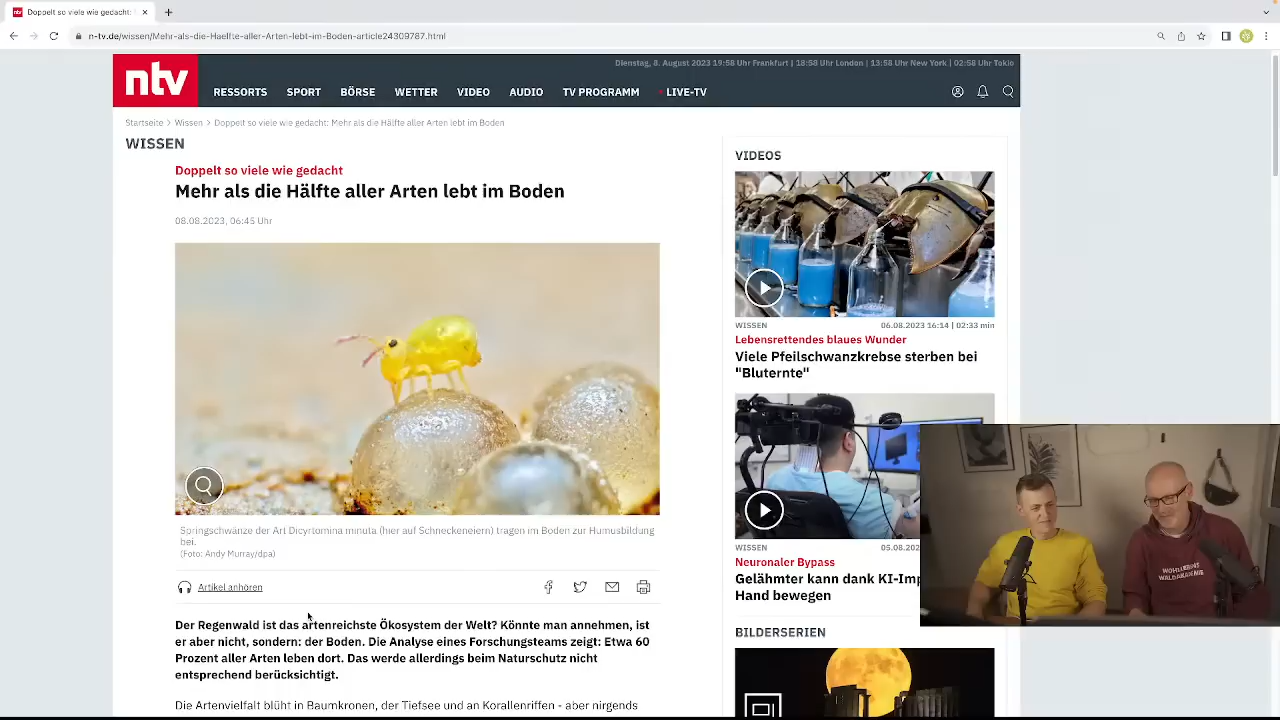 ntv Doppelt so viele wie gedacht:
n-tv.de/wissen/Mehr-als-die-Haelfte-aller-Arten-lebt-im-Boden-article24309787.html
Dienstag, 8. August 2023 19:58 Uhr Frankfurt | 18:58 Uhr London | 13:58 Uhr New York | 02:58 Uhr Tokio
ntv
RESSORTS SPORT BÖRSE WETTER VIDEO AUDIO TV PROGRAMM LIVE-TV
Startseite > Wissen > Doppelt so viele wie gedacht: Mehr als die Hälfte aller Arten lebt im Boden
WISSEN
Doppelt so viele wie gedacht
Mehr als die Hälfte aller Arten lebt im Boden
08.08.2023, 06:45 Uhr
Springschwänze der Art Dicyrtomina minuta (hier auf Schneckeneiern) tragen im Boden zur Humusbildung
bei.
(Foto: Andy Murray/dpa)
Artikel anhören
Der Regenwald ist das artenreichste Ökosystem der Welt? Könnte man annehmen, ist
er aber nicht, sondern: der Boden. Die Analyse eines Forschungsteams zeigt: Etwa 60
Prozent aller Arten leben dort. Das werde allerdings beim Naturschutz nicht
entsprechend berücksichtigt.
Die Artenvielfalt blüht in Baumkronen, der Tiefsee und an Korallenriffen - aber nirgends
VIDEOS
WISSEN 06.08.2023 16:14 | 02:33 min
Lebensrettendes blaues Wunder
Viele Pfeilschwanzkrebse sterben bei
"Bluternte"
WISSEN 05.08.202
Neuronaler Bypass
Gelähmter kann dank KI-Imp
Hand bewegen
BILDERSERIEN
WOHLLEBENS
WALDAKADEMIE